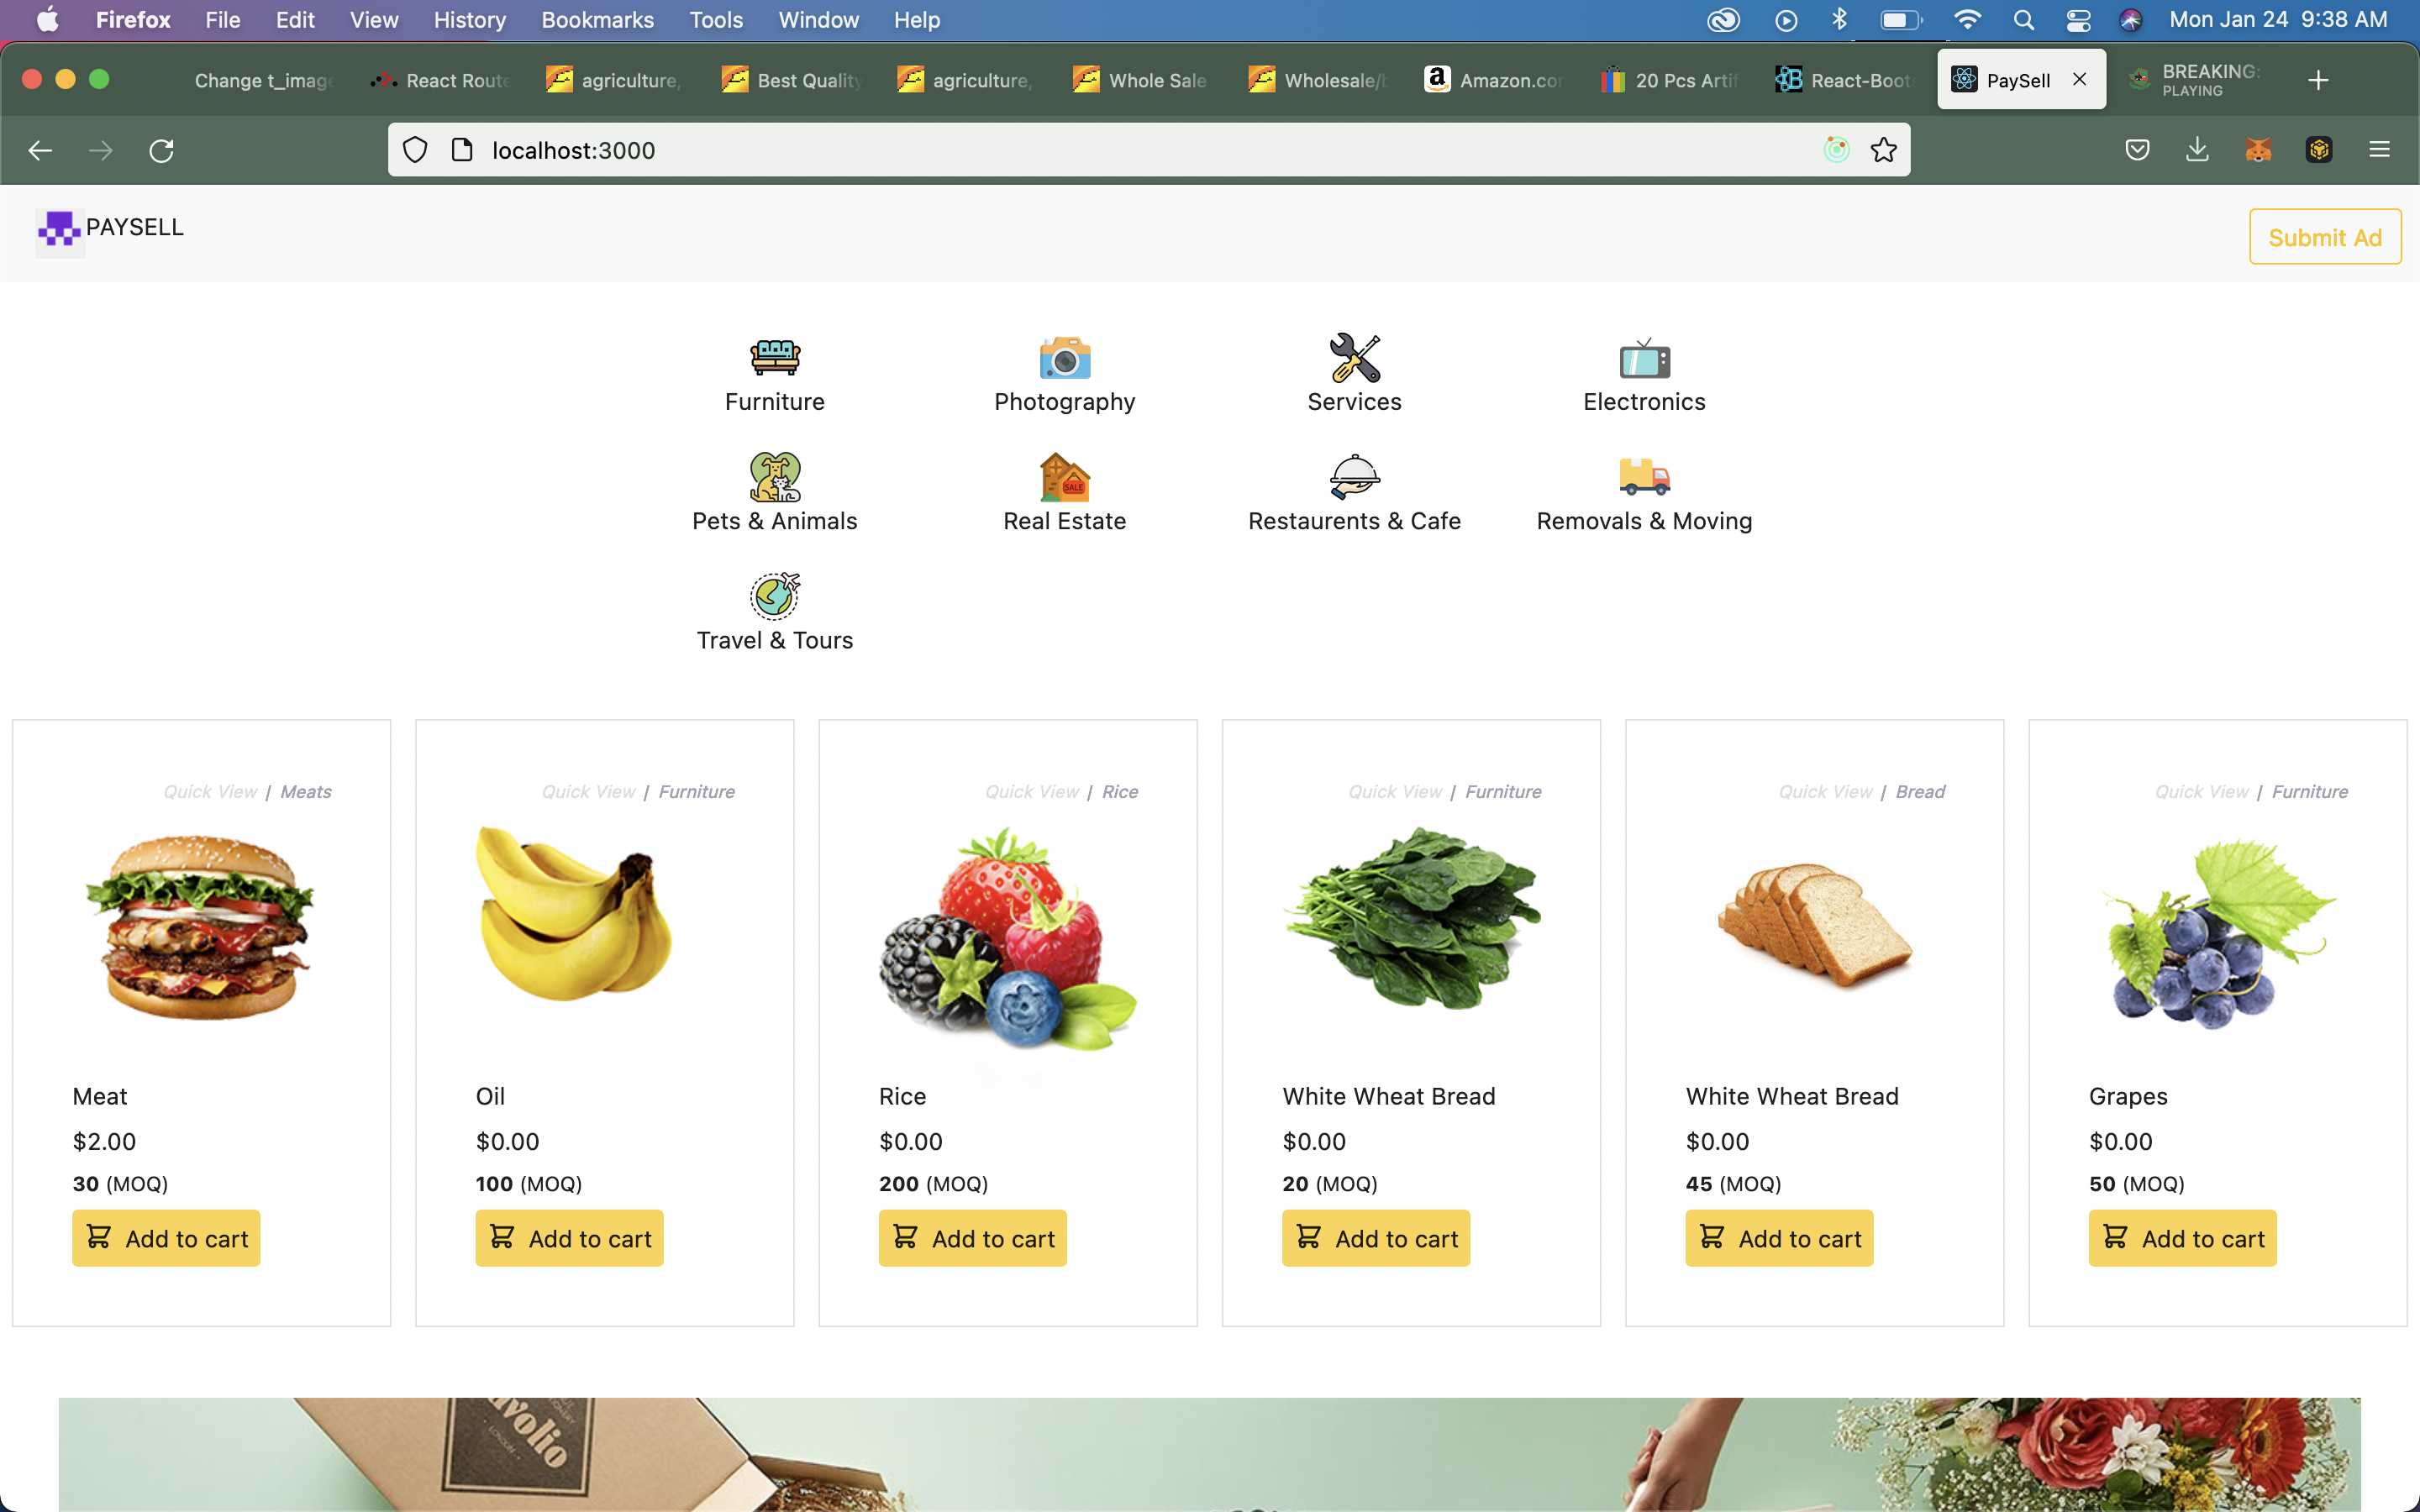 Firefox File Edit View History Bookmarks Tools Window Help Mon Jan 24 9:38 AM
Change t_image React Route agriculture, Best Quality agriculture, Whole Sale Wholesale/b Amazon.com 20 Pcs Artif React-Boots PaySell BREAKING:
PLAYING
localhost:3000
PAYSELL
Submit Ad
Furniture Photography Services Electronics
SALE
Pets & Animals Real Estate Restaurents & Cafe Removals & Moving
Travel & Tours
Quick View | Meats Quick View | Furniture Quick View | Rice Quick View | Furniture Quick View | Bread Quick View | Furniture
Meat Oil Rice White Wheat Bread White Wheat Bread Grapes
$2.00 $0.00 $0.00 $0.00 $0.00 $0.00
30 (MOQ) 100 (MOQ) 200 (MOQ) 20 (MOQ) 45 (MOQ) 50 (MOQ)
Add to cart Add to cart Add to cart Add to cart Add to cart Add to cart
LONDON